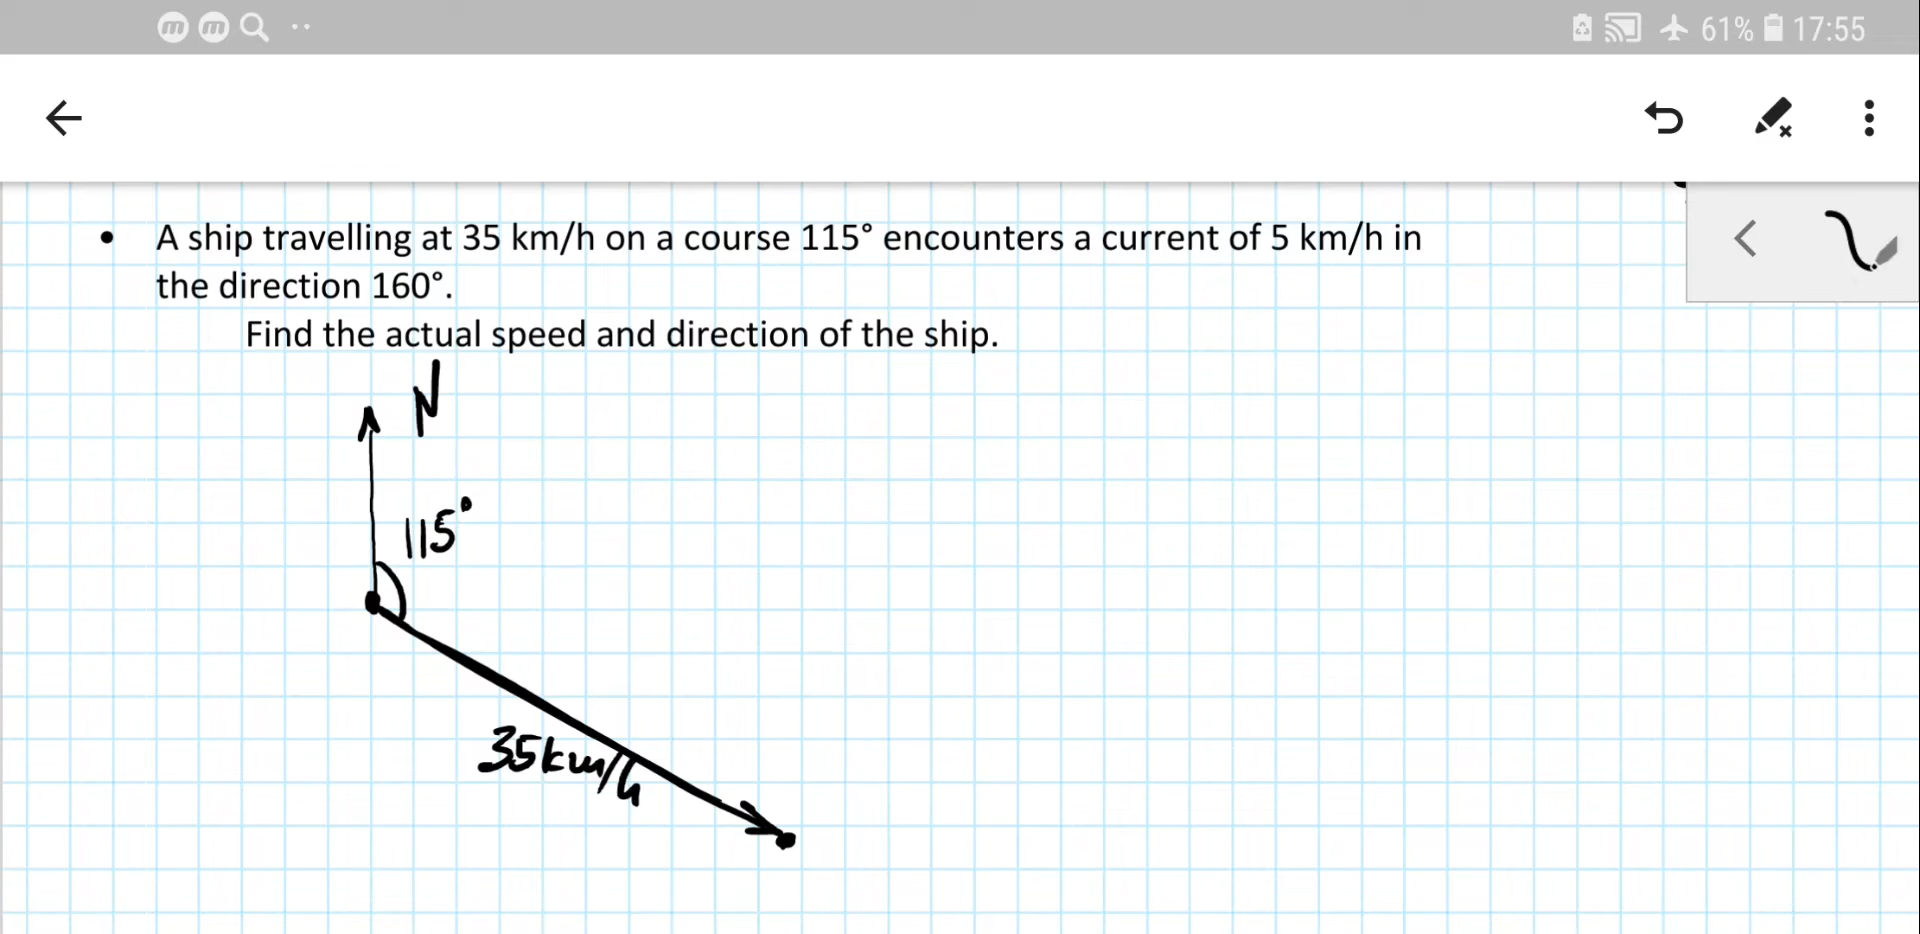 61% 17:55
• A ship travelling at 35 km/h on a course 115° encounters a current of 5 km/h in
the direction 160°.
Find the actual speed and direction of the ship.
N
115°
35km/h